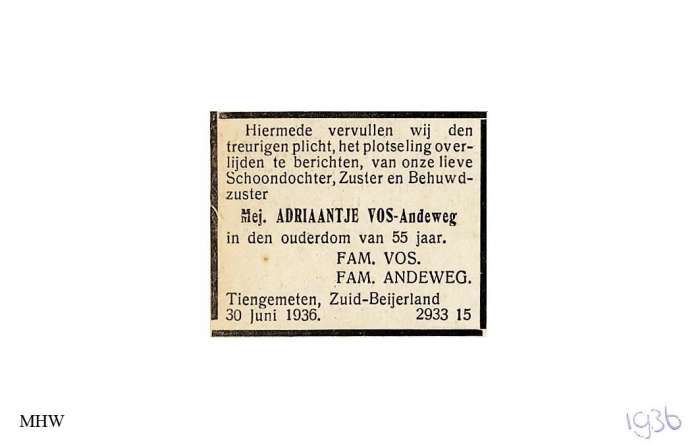 Hiermede vervullen wij den
treurigen plicht, het plotseling over-
lijden te berichten, van onze lieve
Schoondochter, Zuster en Behuwd-
zuster
Mej. ADRIAANTJE VOS-Andeweg
in den ouderdom van 55 jaar.
FAM. VOS.
FAM. ANDEWEG.
Tiengemeten, Zuid-Beijerland
30 Juni 1936. 2933 15
MHW 1936